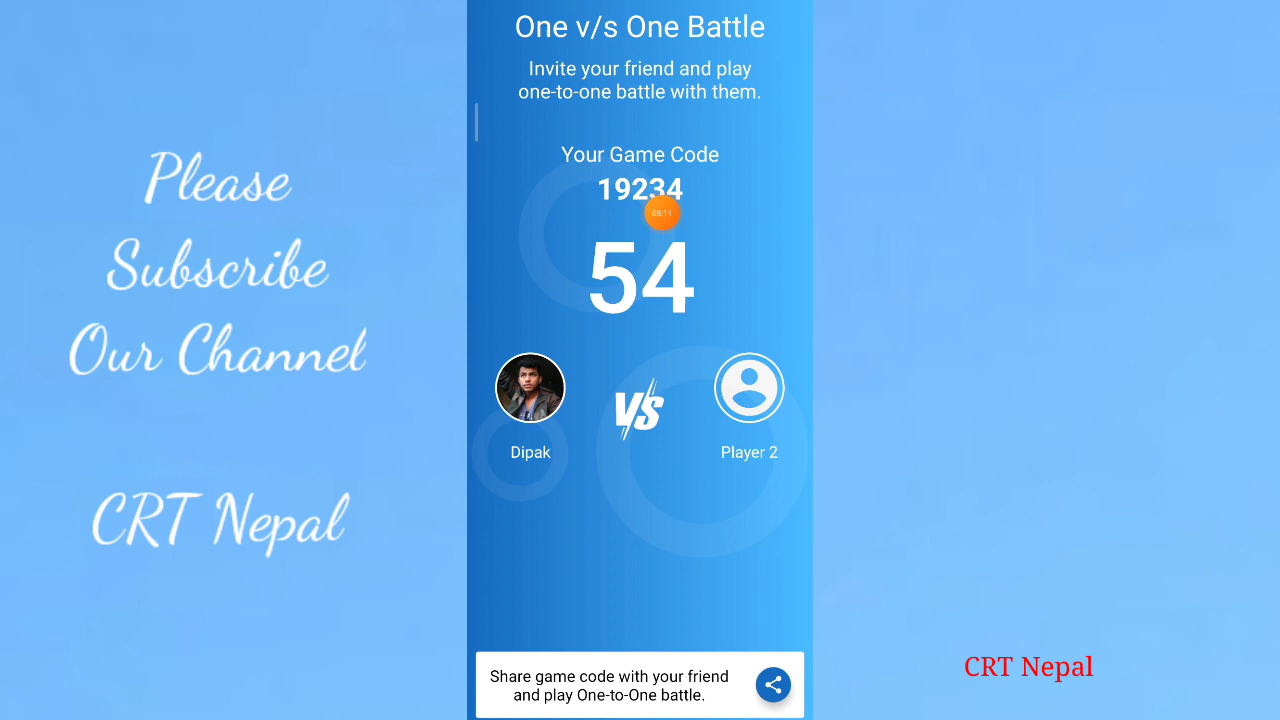 Please
Subscribe
Our Channel
CRT Nepal
One v/s One Battle
Invite your friend and play
one-to-one battle with them.
Your Game Code
19234
08:11
54
VS
Dipak
Player 2
Share game code with your friend
and play One-to-One battle.
CRT Nepal